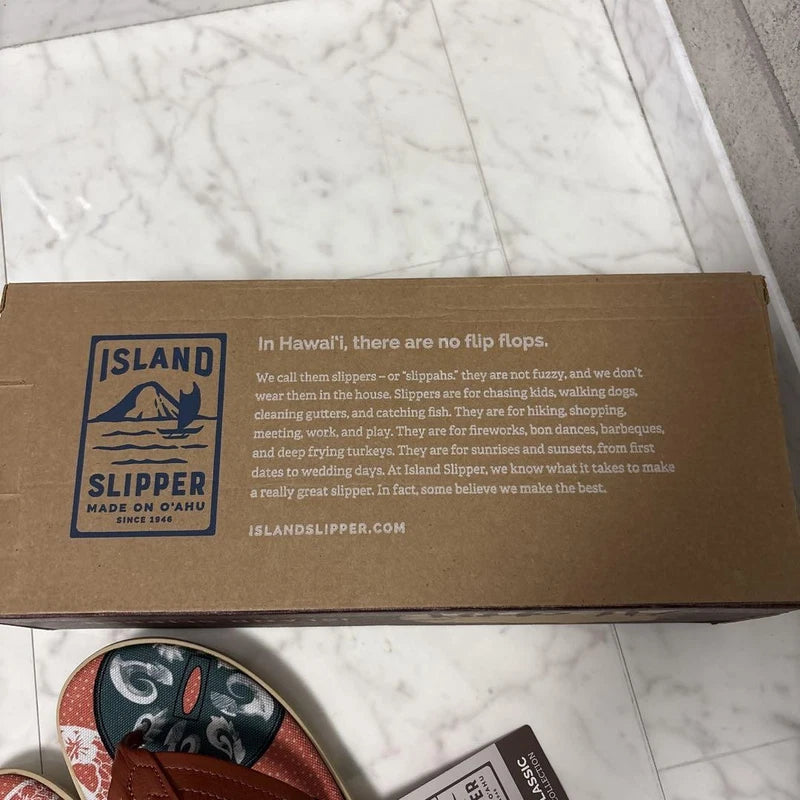 ISLAND
SLIPPER
MADE ON O'AHU
SINCE 1946
In Hawai'i, there are no flip flops.
We call them slippers – or "slippahs." they are not fuzzy, and we don't
wear them in the house. Slippers are for chasing kids, walking dogs,
cleaning gutters, and catching fish. They are for hiking, shopping,
meeting, work, and play. They are for fireworks, bon dances, barbeques,
and deep frying turkeys. They are for sunrises and sunsets, from first
dates to wedding days. At Island Slipper, we know what it takes to make
a really great slipper. In fact, some believe we make the best.
ISLANDSLIPPER.COM
CLASSIC
COLLECTION